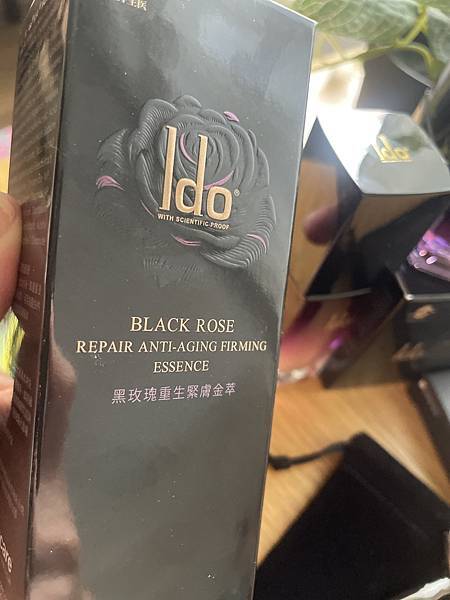 Ido®
WITH SCIENTIFIC PROOF
BLACK ROSE
REPAIR ANTI-AGING FIRMING
ESSENCE
黑玫瑰重生緊膚金萃
Ido